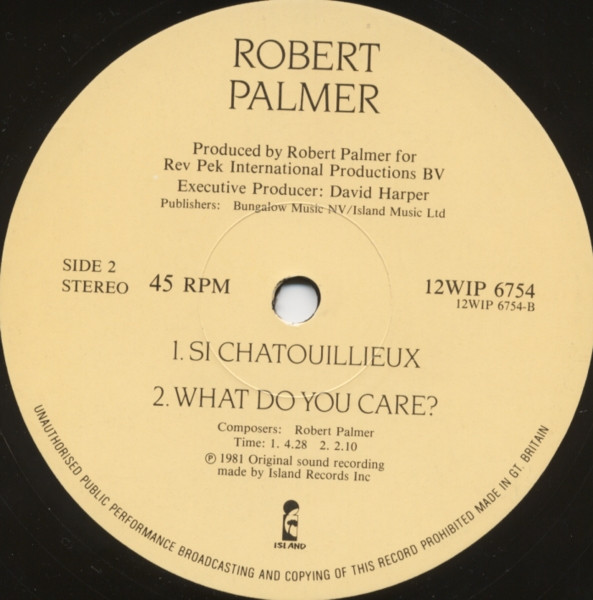 ROBERT
PALMER
Produced by Robert Palmer for
Rev Pek International Productions BV
Executive Producer: David Harper
Publishers: Bungalow Music NV/Island Music Ltd
SIDE 2
STEREO
45 RPM
12WIP 6754
12WIP 6754-B
1. SI CHATOUILLIEUX
2. WHAT DO YOU CARE?
Composers: Robert Palmer
Time: 1. 4.28 2. 2.10
℗ 1981 Original sound recording
made by Island Records Inc
ISLAND
UNAUTHORISED PUBLIC PERFORMANCE BROADCASTING AND COPYING OF THIS RECORD PROHIBITED MADE IN GT. BRITAIN